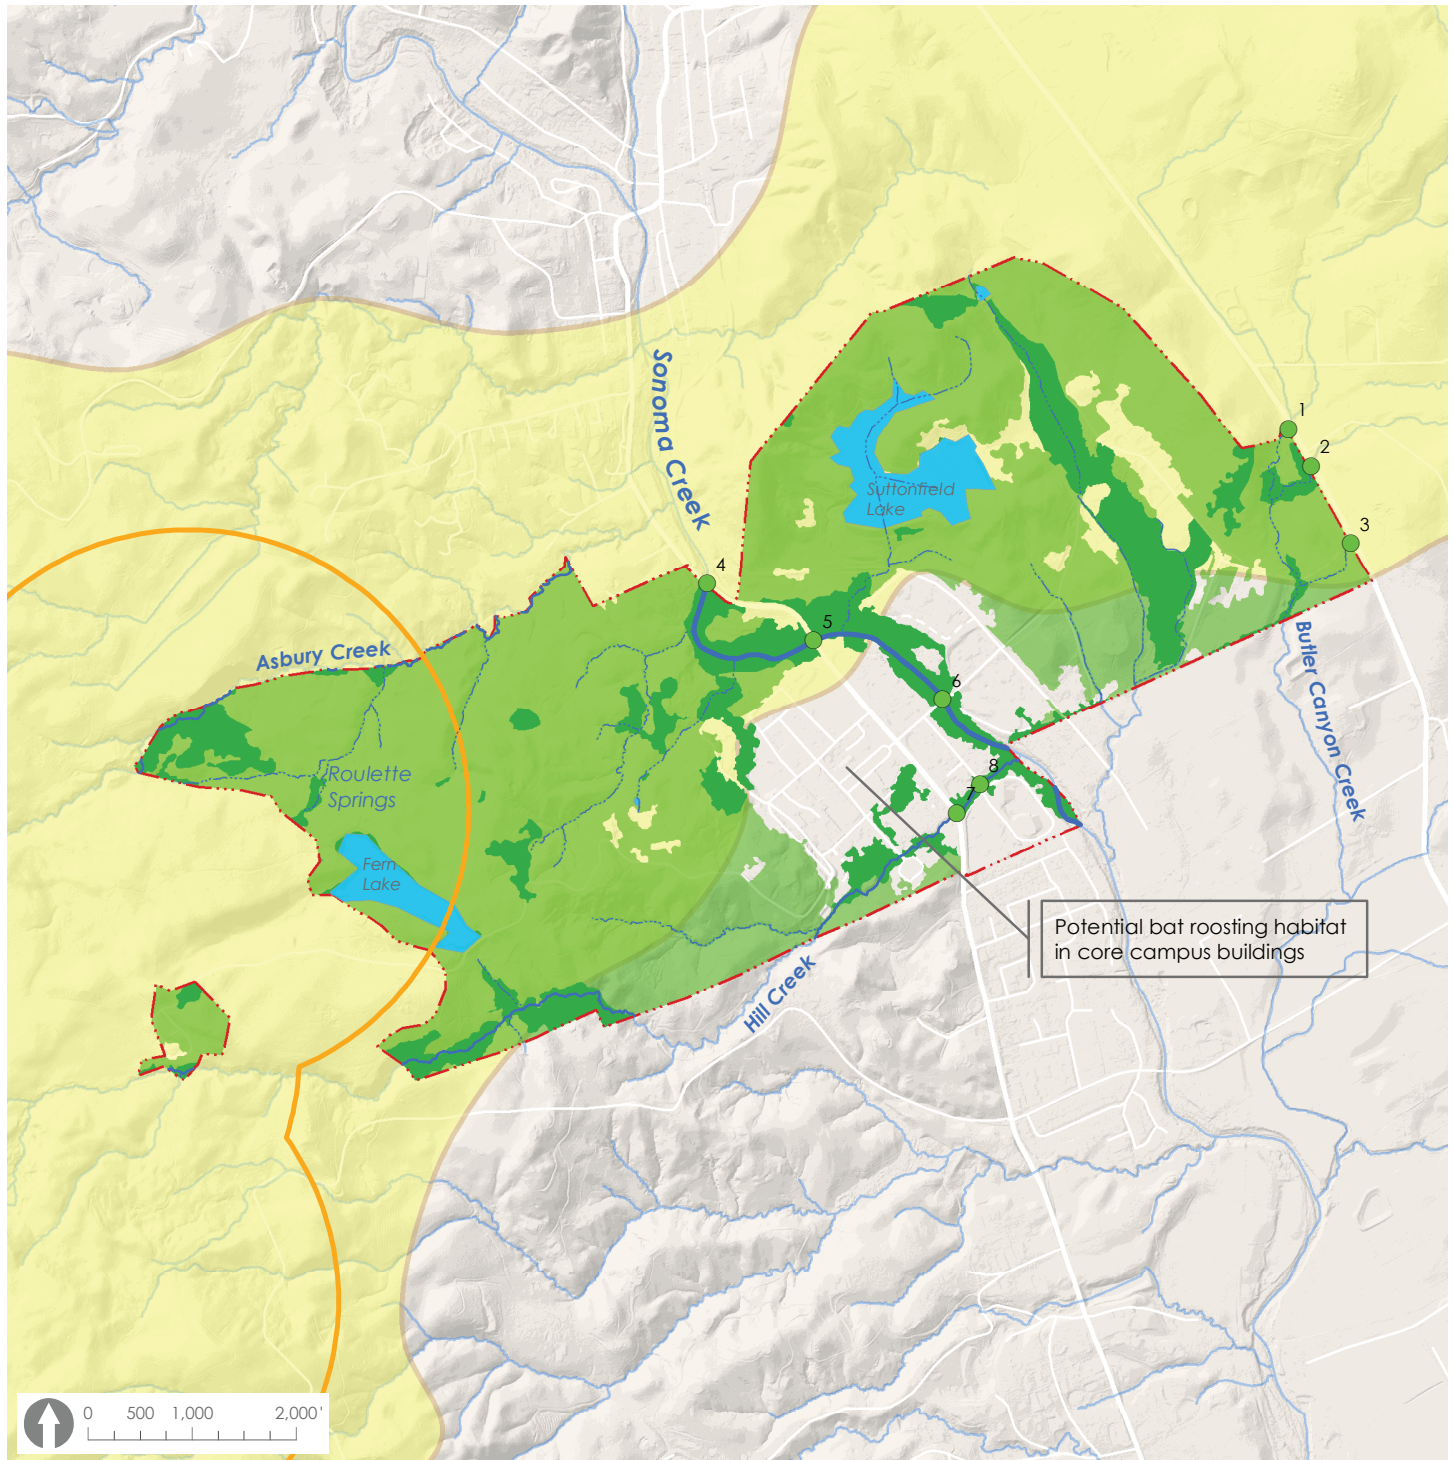 1
2
3
Sonoma Creek
Suttonfield
Lake
4
5
Asbury Creek
Butler Canyon Creek
6
Roulette
Springs
8
7
Fern
Lake
Potential bat roosting habitat
in core campus buildings
Hill Creek
0 500 1,000 2,000'